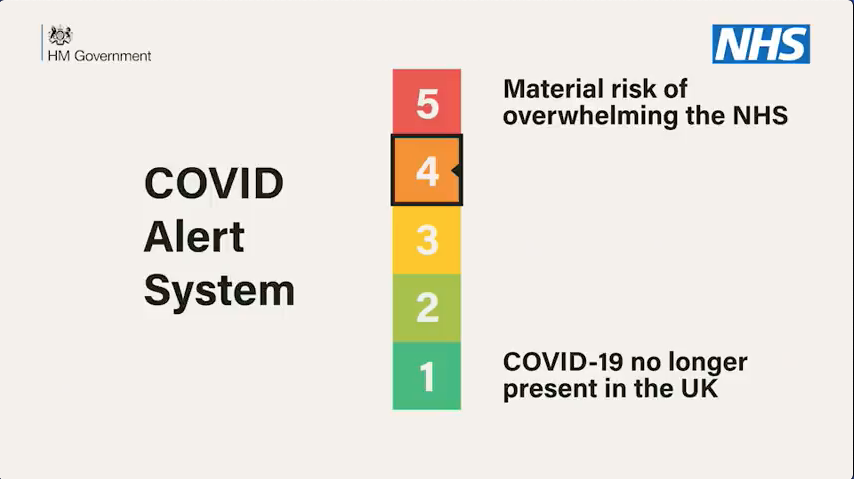 HM Government
NHS
COVID
Alert
System
5
Material risk of
overwhelming the NHS
4
3
2
1
COVID-19 no longer
present in the UK